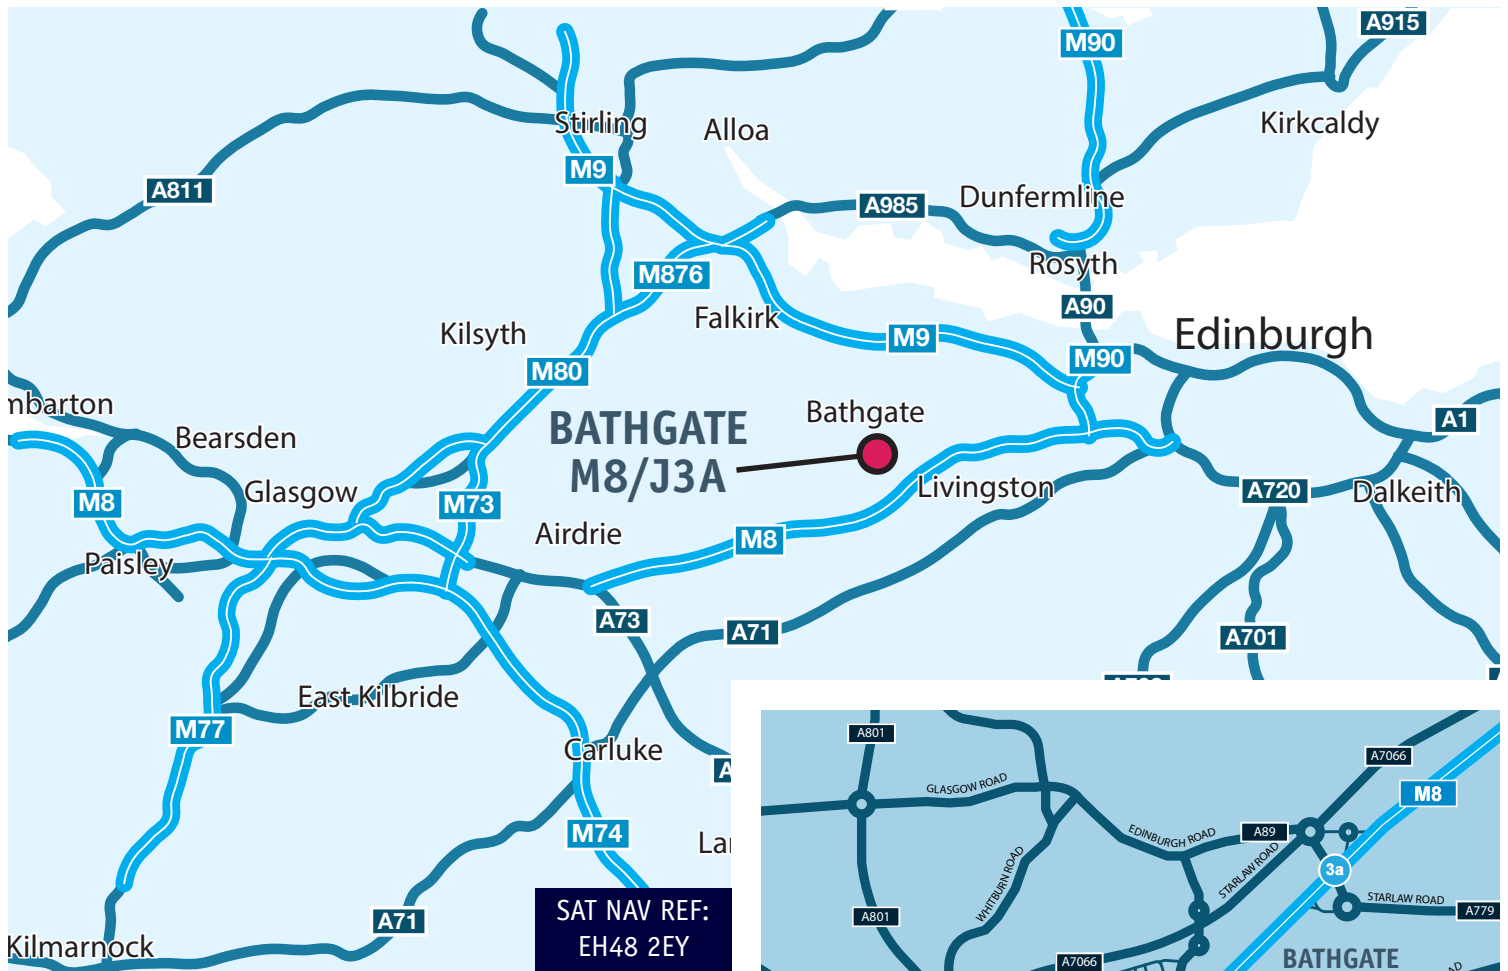 A915
M90
Kirkcaldy
Stirling
Alloa
M9
A811
Dunfermline
A985
Rosyth
M876
A90
Falkirk
Kilsyth
M9
Edinburgh
M90
M80
mbarton
Bathgate
BATHGATE
M8/J3A
A1
Bearsden
Glasgow
M8
M73
Livingston
A720
Dalkeith
Airdrie
M8
Paisley
A73
A71
A701
East Kilbride
M77
Carluke
M74
A71
Kilmarnock
SAT NAV REF:
EH48 2EY
A801
A7066
GLASGOW ROAD
M8
EDINBURGH ROAD
A89
STARLAW ROAD
WHITBURN ROAD
3a
STARLAW ROAD
A779
A801
BATHGATE
A7066